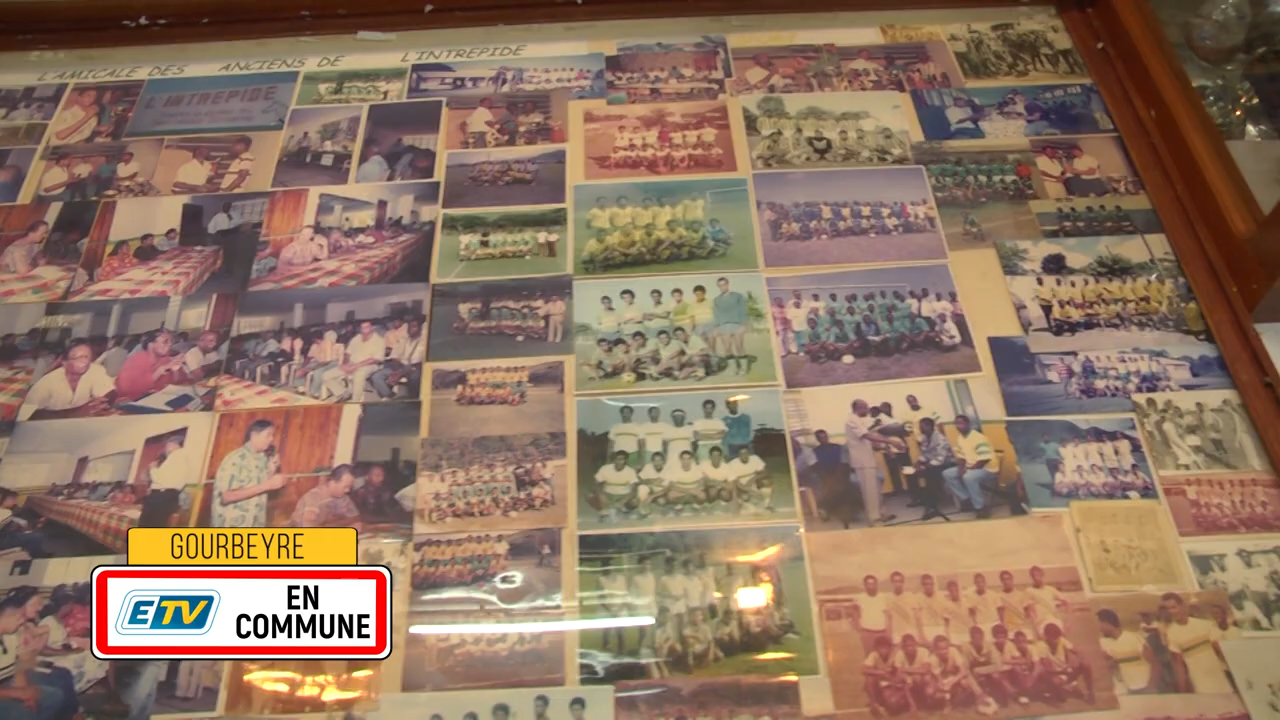 L'AMICALE DES ANCIENS DE L'INTREPIDE
L'INTREPIDE
GOURBEYRE
ETV
EN
COMMUNE